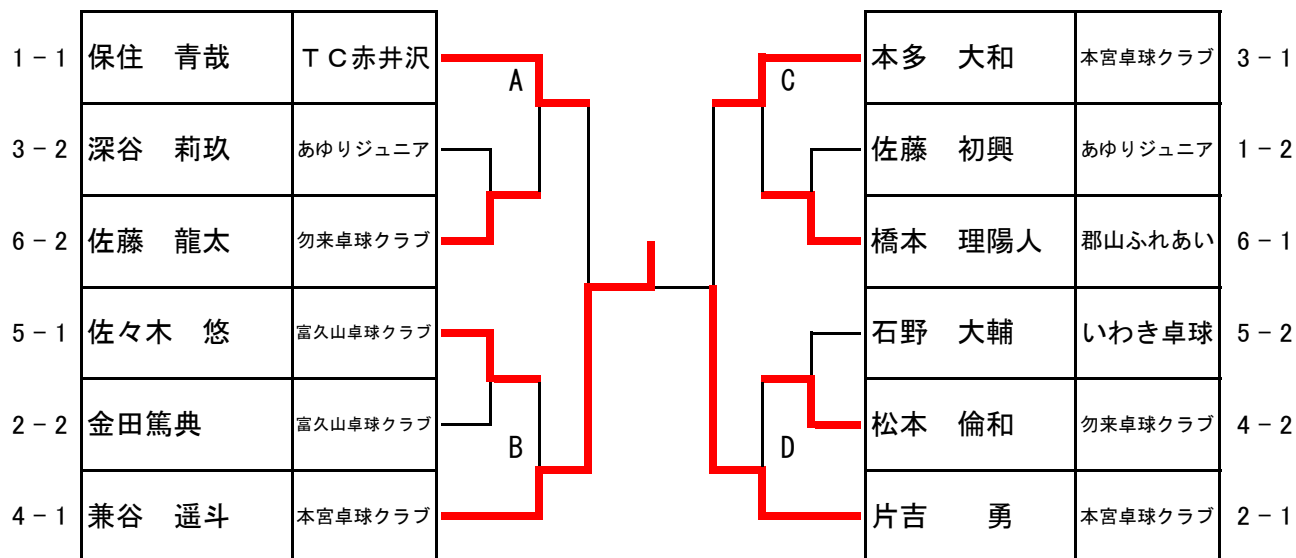 1－1 保住　青哉 ＴＣ赤井沢
A
3－2 深谷　莉玖 あゆりジュニア
6－2 佐藤　龍太 勿来卓球クラブ
5－1 佐々木　悠 富久山卓球クラブ
2－2 金田篤典 富久山卓球クラブ
B
4－1 兼谷　遥斗 本宮卓球クラブ
本多　大和 本宮卓球クラブ 3－1
C
佐藤　初興 あゆりジュニア 1－2
橋本　理陽人 郡山ふれあい 6－1
石野　大輔 いわき卓球 5－2
松本　倫和 勿来卓球クラブ 4－2
D
片吉　　勇 本宮卓球クラブ 2－1